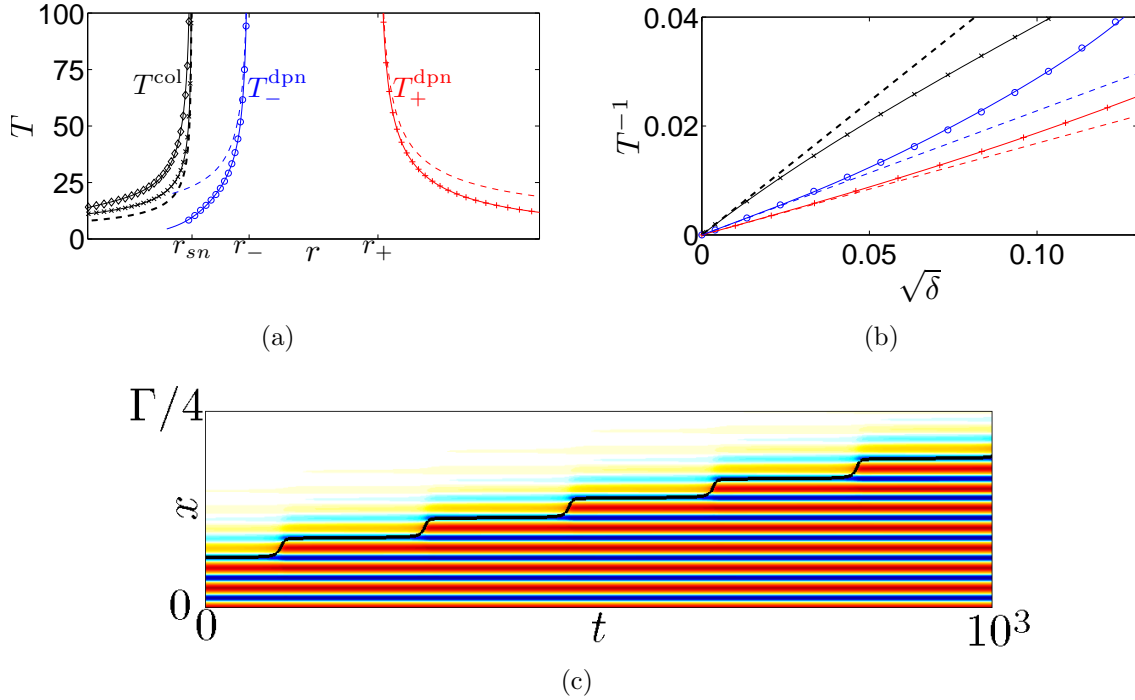 100
75
50
25
0
T
T^col
T_-^dpn
T_+^dpn
r_sn
r_-
r
r_+
(a)
0.04
0.02
0
T^{-1}
0
0.05
0.10
√δ
(b)
Γ/4
x
0
0
t
10^3
(c)